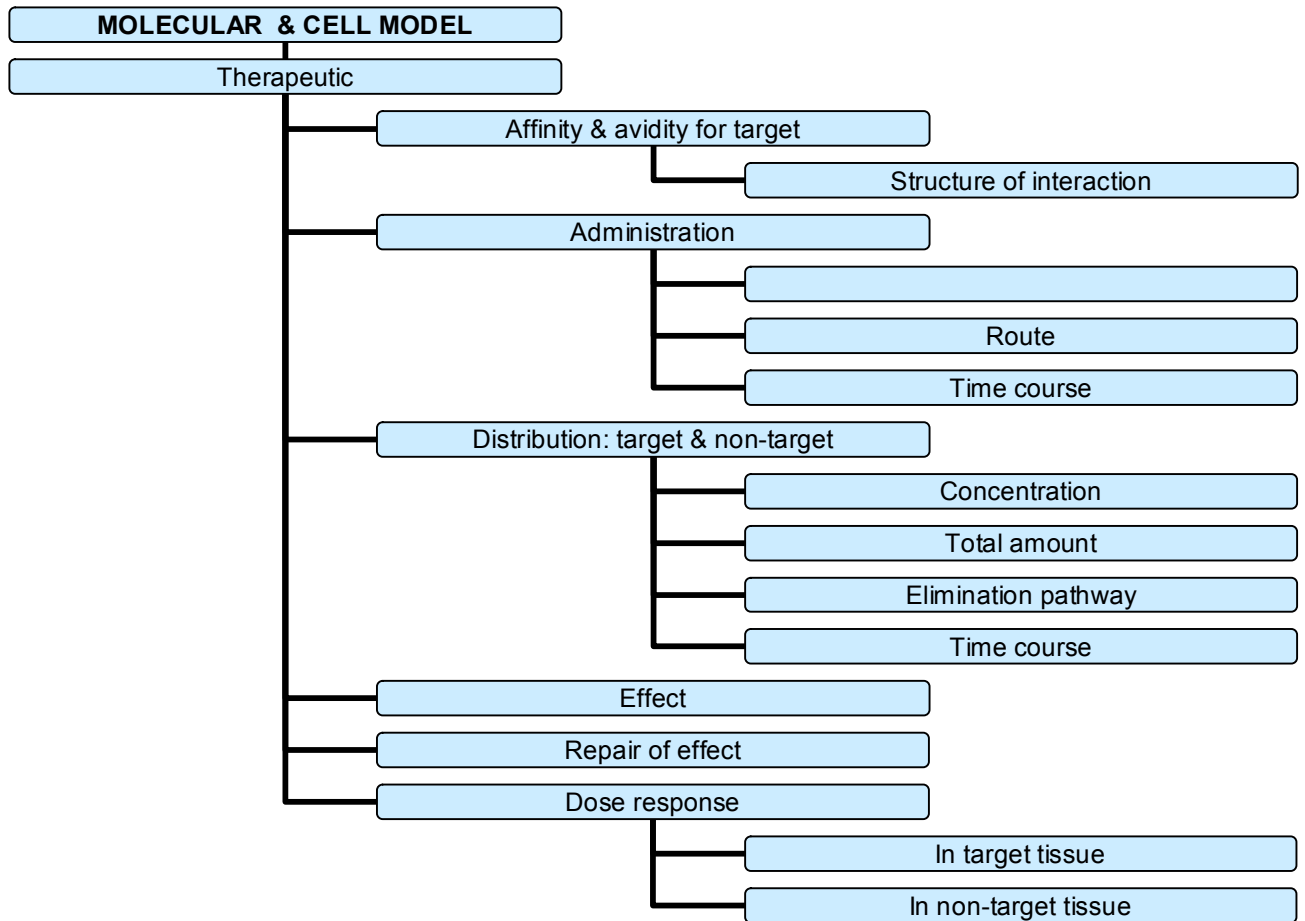 MOLECULAR & CELL MODEL
Therapeutic
Affinity & avidity for target
Structure of interaction
Administration
Route
Time course
Distribution: target & non-target
Concentration
Total amount
Elimination pathway
Time course
Effect
Repair of effect
Dose response
In target tissue
In non-target tissue